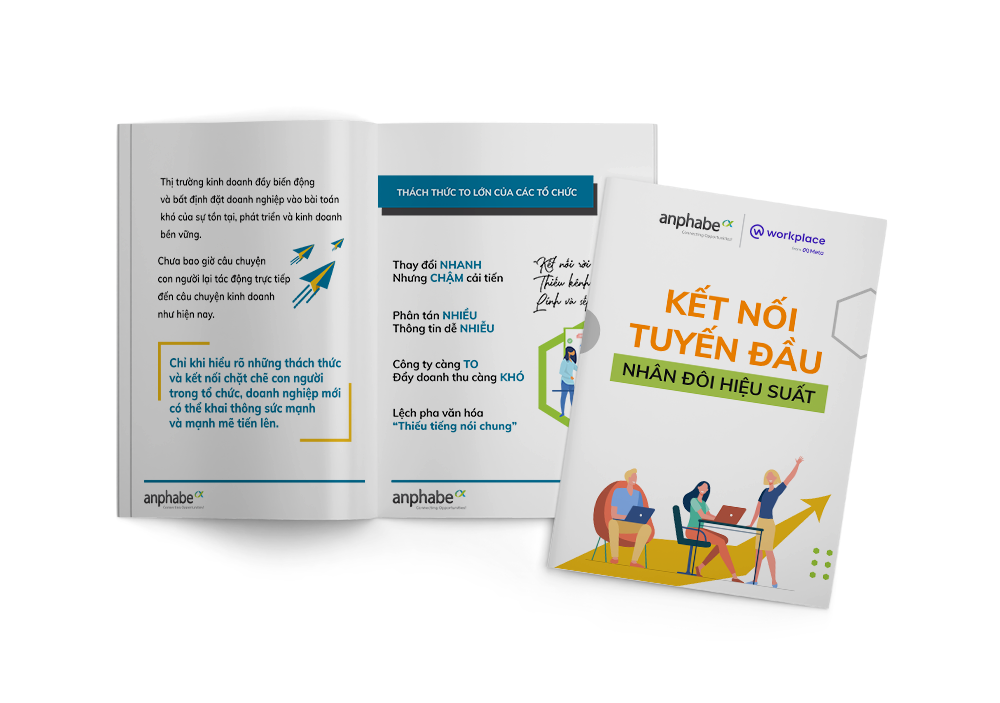 Thị trường kinh doanh đầy biến động
và bất định đặt doanh nghiệp vào bài toán
khó của sự tồn tại, phát triển và kinh doanh
bền vững.
Chưa bao giờ câu chuyện
con người lại tác động trực tiếp
đến câu chuyện kinh doanh
như hiện nay.
Chỉ khi hiểu rõ những thách thức
và kết nối chặt chẽ con người
trong tổ chức, doanh nghiệp mới
có thể khai thông sức mạnh
và mạnh mẽ tiến lên.
anphabe
Connecting Opportunities
THÁCH THỨC TO LỚN CỦA CÁC TỔ CHỨC
Thay đổi NHANH
Nhưng CHẬM cải tiến
Phân tán NHIỀU
Thông tin dễ NHIỄU
Công ty càng TO
Đẩy doanh thu càng KHÓ
Lệch pha văn hóa
“Thiếu tiếng nói chung”
Kết nối rời
Thiếu kênh
Lính và sế
anphabe
Connecting Opportunities
anphabe
Connecting Opportunities
workplace
from Meta
KẾT NỐI
TUYẾN ĐẦU
NHÂN ĐÔI HIỆU SUẤT